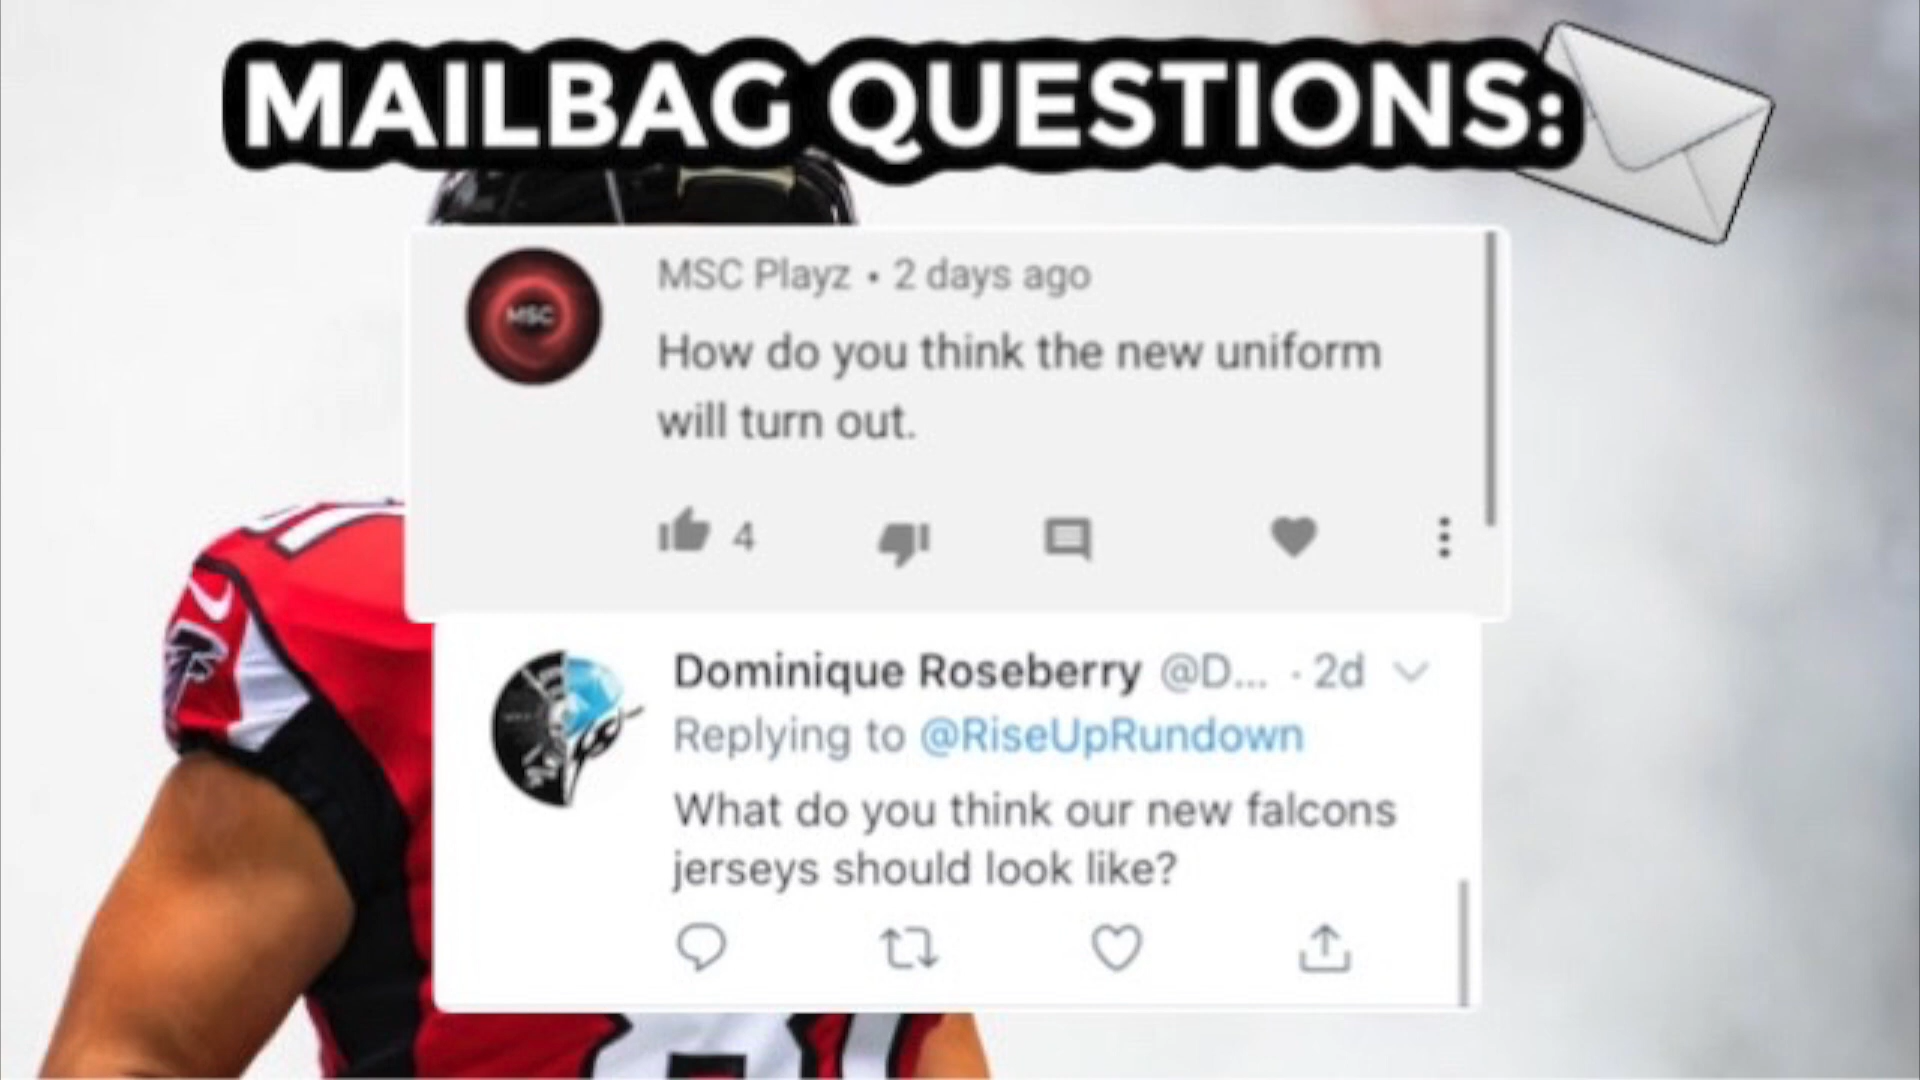 MAILBAG QUESTIONS:
MSC
MSC Playz • 2 days ago
How do you think the new uniform
will turn out.
4
Dominique Roseberry @D... · 2d
Replying to @RiseUpRundown
What do you think our new falcons
jerseys should look like?